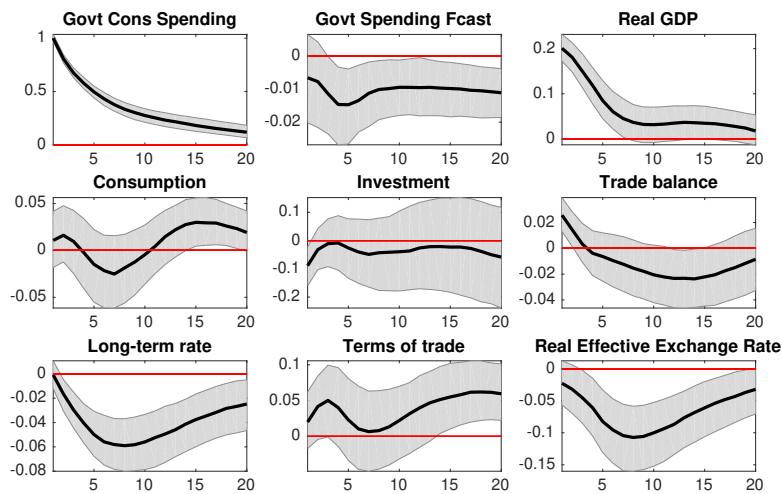 Govt Cons Spending
1
0.5
0
5 10 15 20
Govt Spending Fcast
0
-0.01
-0.02
5 10 15 20
Real GDP
0.2
0.1
0
5 10 15 20
Consumption
0.05
0
-0.05
5 10 15 20
Investment
0.1
0
-0.1
-0.2
5 10 15 20
Trade balance
0.02
0
-0.02
-0.04
5 10 15 20
Long-term rate
0
-0.02
-0.04
-0.06
-0.08
5 10 15 20
Terms of trade
0.1
0.05
0
5 10 15 20
Real Effective Exchange Rate
0
-0.05
-0.1
-0.15
5 10 15 20